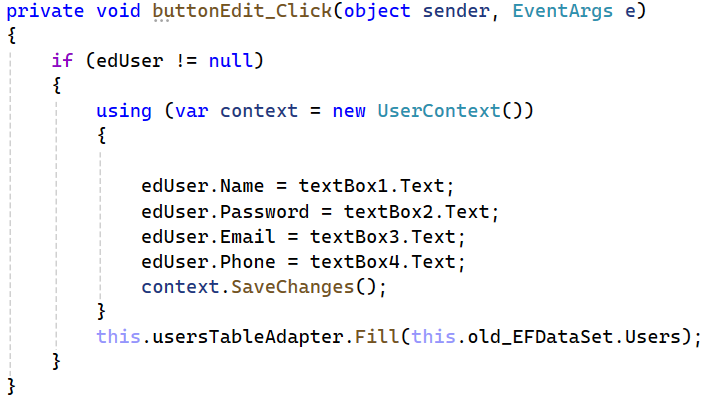 private void buttonEdit_Click(object sender, EventArgs e)
{
    if (edUser != null)
    {
        using (var context = new UserContext())
        {

            edUser.Name = textBox1.Text;
            edUser.Password = textBox2.Text;
            edUser.Email = textBox3.Text;
            edUser.Phone = textBox4.Text;
            context.SaveChanges();
        }
        this.usersTableAdapter.Fill(this.old_EFDataSet.Users);
    }
}